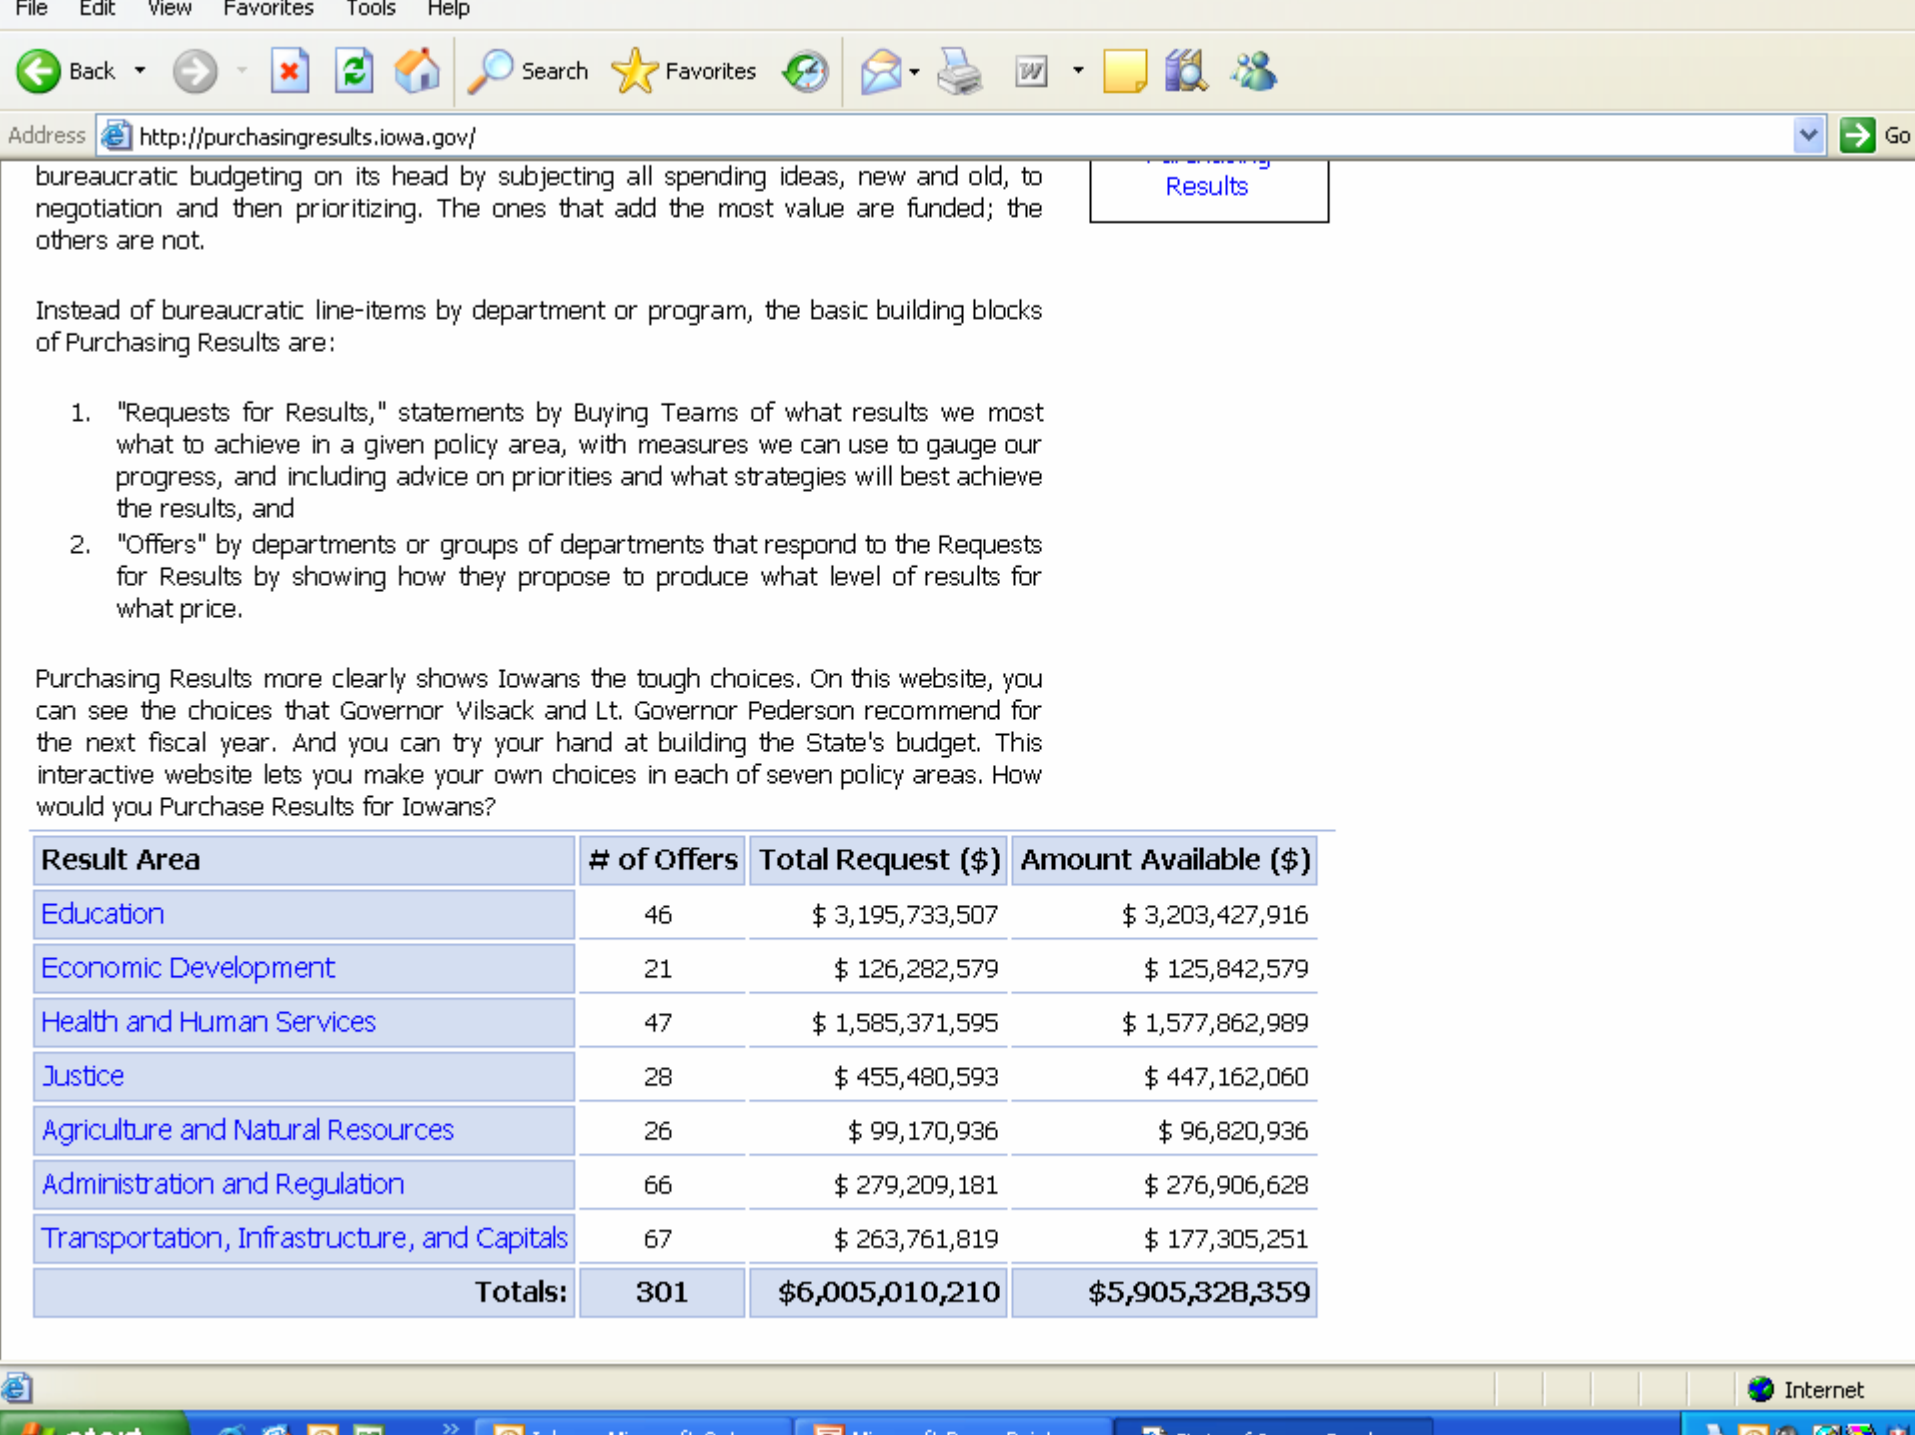 File Edit View Favorites Tools Help
Back Search Favorites
Address http://purchasingresults.iowa.gov/ Go
bureaucratic budgeting on its head by subjecting all spending ideas, new and old, to
negotiation and then prioritizing. The ones that add the most value are funded; the
others are not.
Results
Instead of bureaucratic line-items by department or program, the basic building blocks
of Purchasing Results are:
1. "Requests for Results," statements by Buying Teams of what results we most
what to achieve in a given policy area, with measures we can use to gauge our
progress, and including advice on priorities and what strategies will best achieve
the results, and
2. "Offers" by departments or groups of departments that respond to the Requests
for Results by showing how they propose to produce what level of results for
what price.
Purchasing Results more clearly shows Iowans the tough choices. On this website, you
can see the choices that Governor Vilsack and Lt. Governor Pederson recommend for
the next fiscal year. And you can try your hand at building the State's budget. This
interactive website lets you make your own choices in each of seven policy areas. How
would you Purchase Results for Iowans?
Result Area # of Offers Total Request ($) Amount Available ($)
Education 46 $ 3,195,733,507 $ 3,203,427,916
Economic Development 21 $ 126,282,579 $ 125,842,579
Health and Human Services 47 $ 1,585,371,595 $ 1,577,862,989
Justice 28 $ 455,480,593 $ 447,162,060
Agriculture and Natural Resources 26 $ 99,170,936 $ 96,820,936
Administration and Regulation 66 $ 279,209,181 $ 276,906,628
Transportation, Infrastructure, and Capitals 67 $ 263,761,819 $ 177,305,251
Totals: 301 $6,005,010,210 $5,905,328,359
Internet